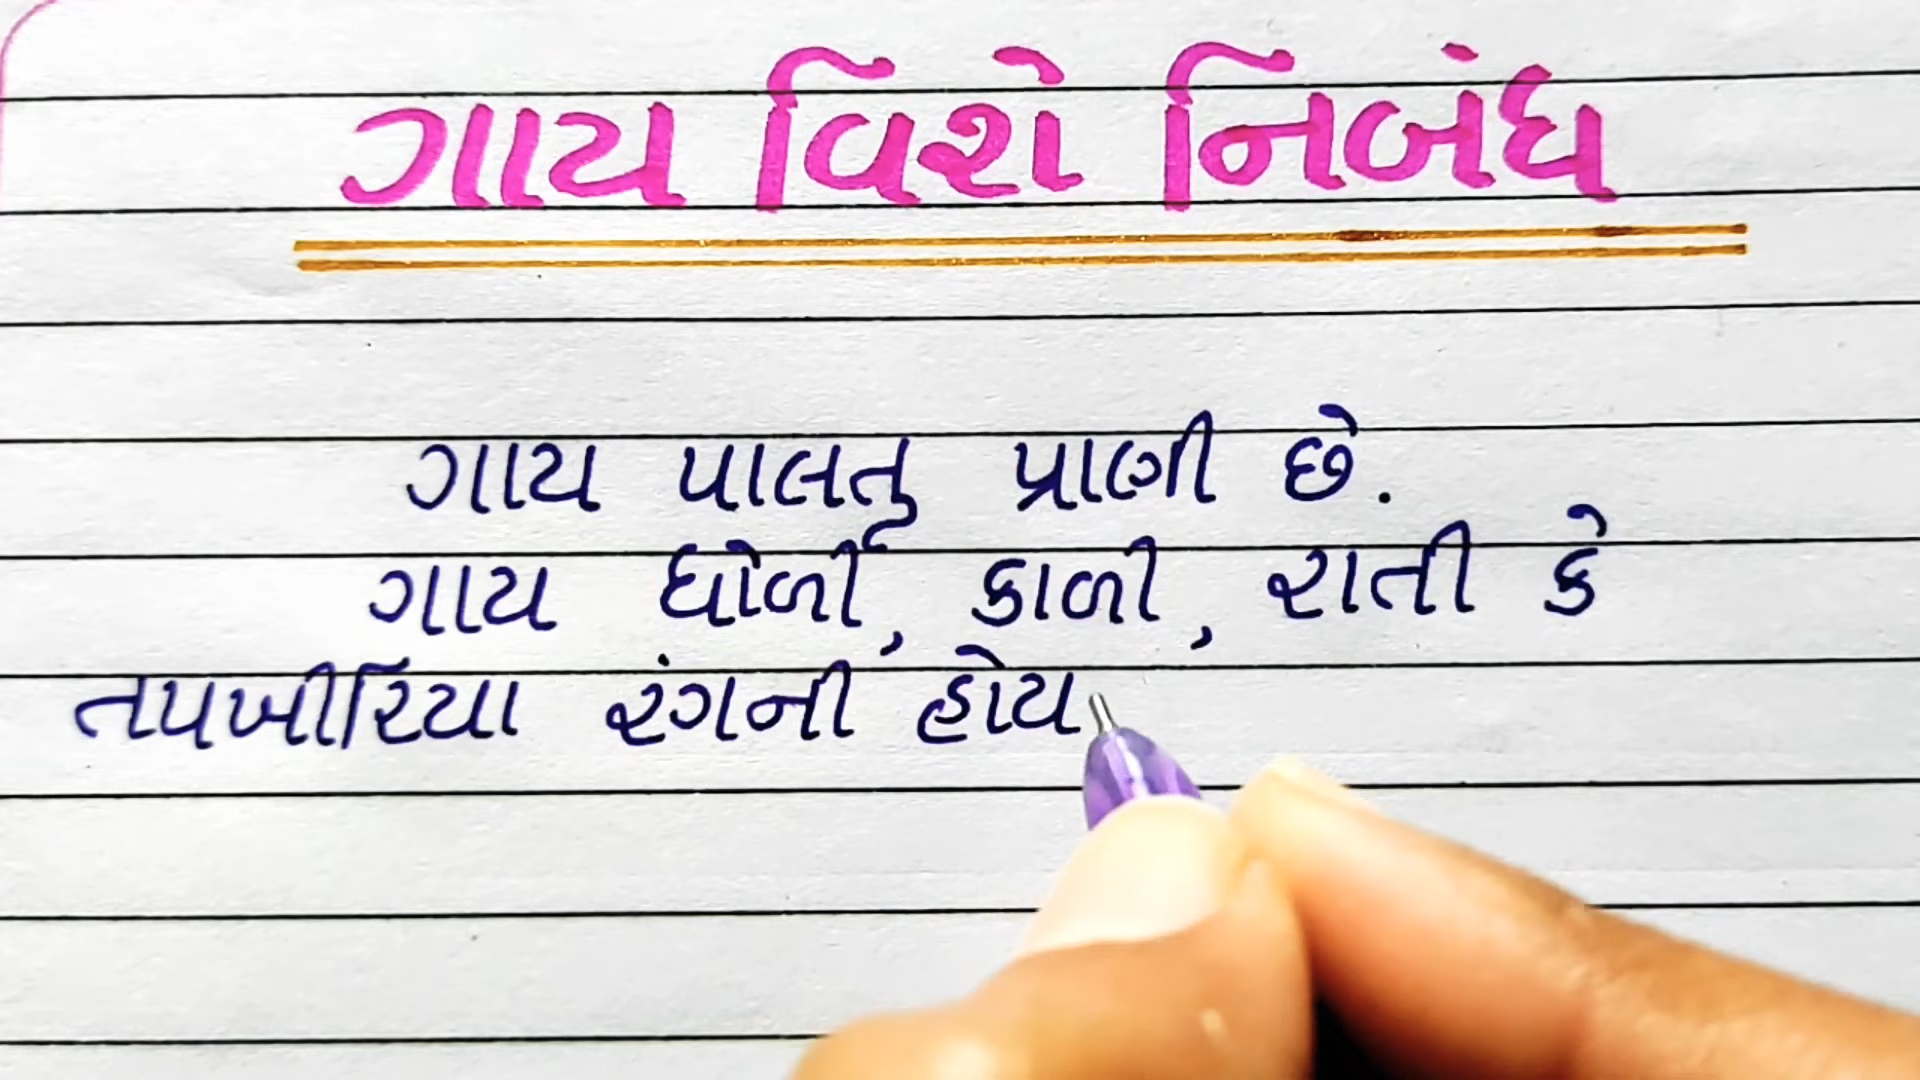 ગાય વિશે નિબંધ
ગાય પાલતુ પ્રાણી છે.
ગાય ધોળી, કાળી, રાતી કે
તપખીરિયા રંગની હોય